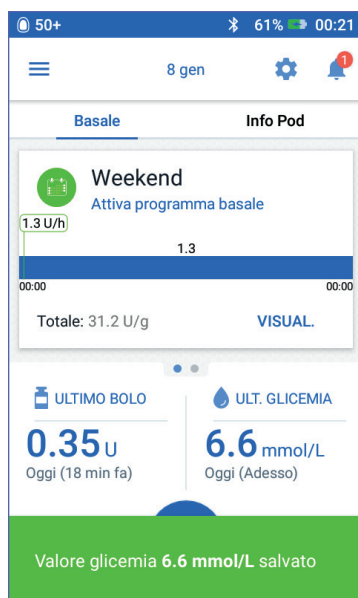 50+ 61% 00:21
8 gen 1
Basale Info Pod
Weekend
Attiva programma basale
1.3 U/h
1.3
00:00 00:00
Totale: 31.2 U/g VISUAL.
ULTIMO BOLO ULT. GLICEMIA
0.35 U 6.6 mmol/L
Oggi (18 min fa) Oggi (Adesso)
Valore glicemia 6.6 mmol/L salvato